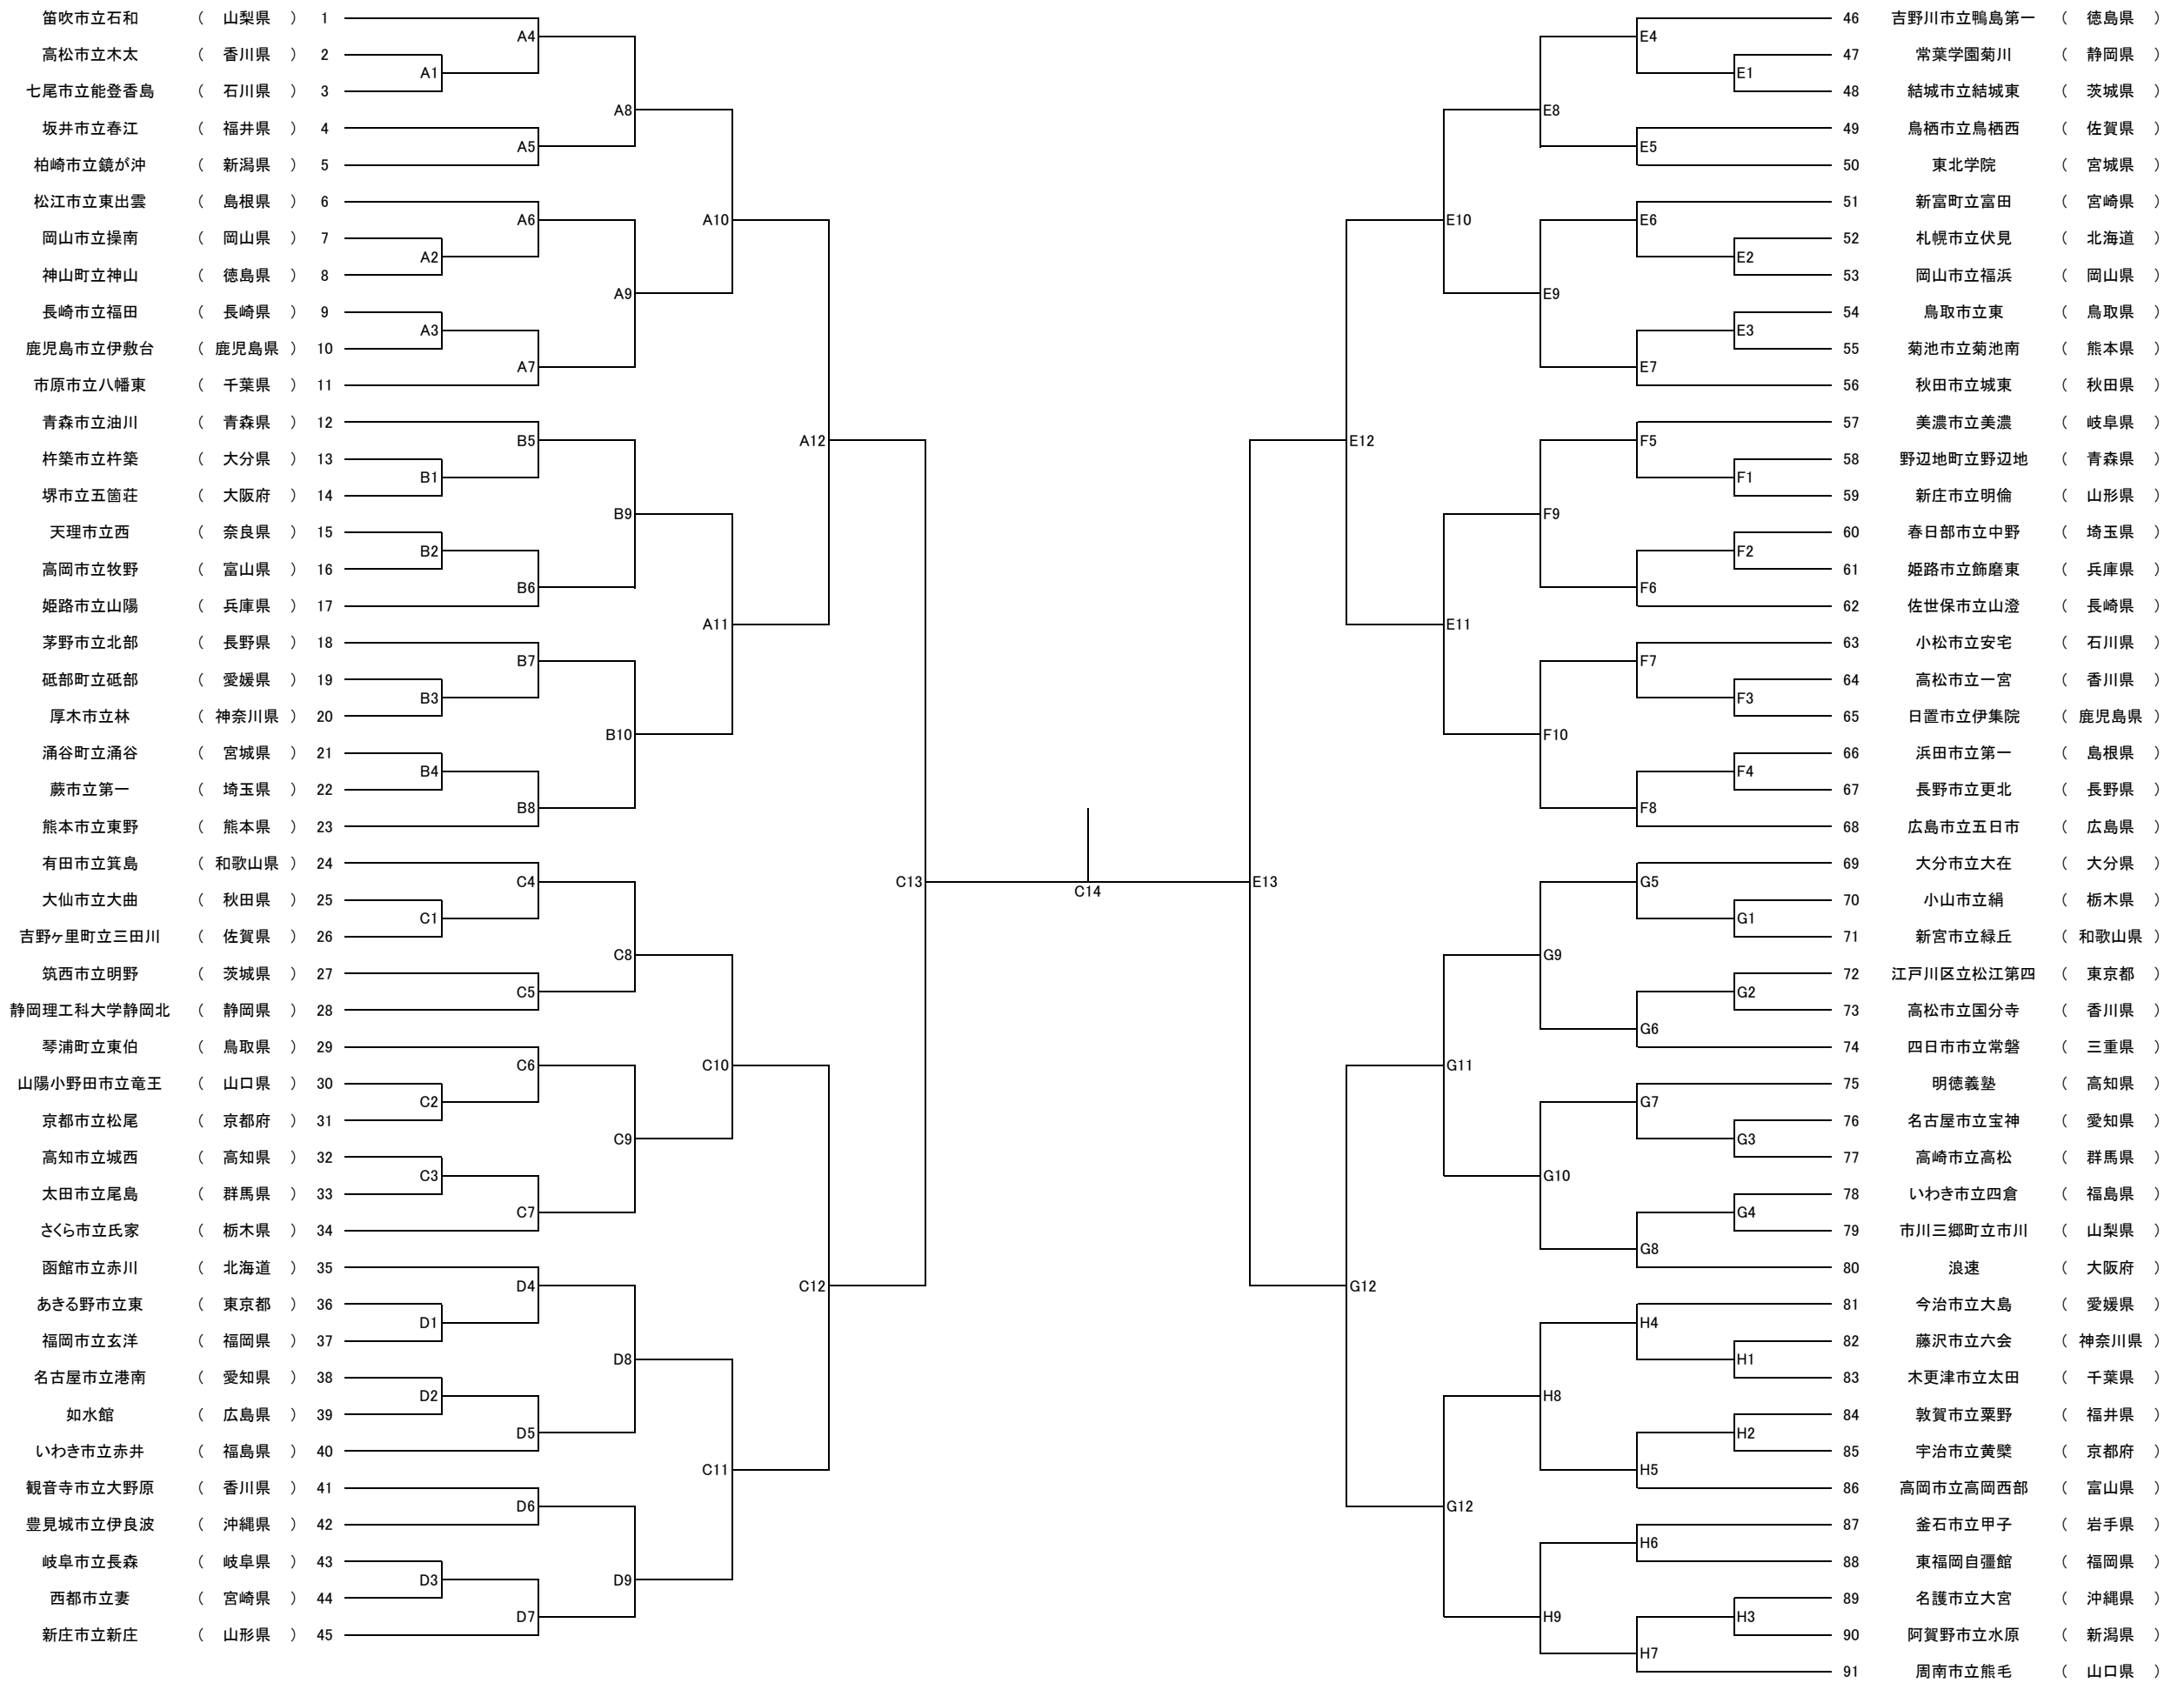 笛吹市立石和 （ 山梨県 ） 1
高松市立木太 （ 香川県 ） 2
七尾市立能登香島 （ 石川県 ） 3
坂井市立春江 （ 福井県 ） 4
柏崎市立鏡が沖 （ 新潟県 ） 5
松江市立東出雲 （ 島根県 ） 6
岡山市立操南 （ 岡山県 ） 7
神山町立神山 （ 徳島県 ） 8
長崎市立福田 （ 長崎県 ） 9
鹿児島市立伊敷台 （ 鹿児島県 ） 10
市原市立八幡東 （ 千葉県 ） 11
青森市立油川 （ 青森県 ） 12
杵築市立杵築 （ 大分県 ） 13
堺市立五箇荘 （ 大阪府 ） 14
天理市立西 （ 奈良県 ） 15
高岡市立牧野 （ 富山県 ） 16
姫路市立山陽 （ 兵庫県 ） 17
茅野市立北部 （ 長野県 ） 18
砥部町立砥部 （ 愛媛県 ） 19
厚木市立林 （ 神奈川県 ） 20
涌谷町立涌谷 （ 宮城県 ） 21
蕨市立第一 （ 埼玉県 ） 22
熊本市立東野 （ 熊本県 ） 23
有田市立箕島 （ 和歌山県 ） 24
大仙市立大曲 （ 秋田県 ） 25
吉野ヶ里町立三田川 （ 佐賀県 ） 26
筑西市立明野 （ 茨城県 ） 27
静岡理工科大学静岡北 （ 静岡県 ） 28
琴浦町立東伯 （ 鳥取県 ） 29
山陽小野田市立竜王 （ 山口県 ） 30
京都市立松尾 （ 京都府 ） 31
高知市立城西 （ 高知県 ） 32
太田市立尾島 （ 群馬県 ） 33
さくら市立氏家 （ 栃木県 ） 34
函館市立赤川 （ 北海道 ） 35
あきる野市立東 （ 東京都 ） 36
福岡市立玄洋 （ 福岡県 ） 37
名古屋市立港南 （ 愛知県 ） 38
如水館 （ 広島県 ） 39
いわき市立赤井 （ 福島県 ） 40
観音寺市立大野原 （ 香川県 ） 41
豊見城市立伊良波 （ 沖縄県 ） 42
岐阜市立長森 （ 岐阜県 ） 43
西都市立妻 （ 宮崎県 ） 44
新庄市立新庄 （ 山形県 ） 45
A1
A2
A3
B1
B2
B3
B4
C1
C2
C3
D1
D2
D3
A4
A5
A6
A7
B5
B6
B7
B8
C4
C5
C6
C7
D4
D5
D6
D7
A8
A9
B9
B10
C8
C9
D8
D9
A10
A11
C10
C11
A12
C12
C13
C14
E13
E12
G12
E10
E11
G11
G12
E8
E9
F9
F10
G9
G10
H8
H9
E4
E5
E6
E7
F5
F6
F7
F8
G5
G6
G7
G8
H4
H5
H6
H7
E1
E2
E3
F1
F2
F3
F4
G1
G2
G3
G4
H1
H2
H3
46 吉野川市立鴨島第一 （ 徳島県 ）
47 常葉学園菊川 （ 静岡県 ）
48 結城市立結城東 （ 茨城県 ）
49 鳥栖市立鳥栖西 （ 佐賀県 ）
50 東北学院 （ 宮城県 ）
51 新富町立富田 （ 宮崎県 ）
52 札幌市立伏見 （ 北海道 ）
53 岡山市立福浜 （ 岡山県 ）
54 鳥取市立東 （ 鳥取県 ）
55 菊池市立菊池南 （ 熊本県 ）
56 秋田市立城東 （ 秋田県 ）
57 美濃市立美濃 （ 岐阜県 ）
58 野辺地町立野辺地 （ 青森県 ）
59 新庄市立明倫 （ 山形県 ）
60 春日部市立中野 （ 埼玉県 ）
61 姫路市立飾磨東 （ 兵庫県 ）
62 佐世保市立山澄 （ 長崎県 ）
63 小松市立安宅 （ 石川県 ）
64 高松市立一宮 （ 香川県 ）
65 日置市立伊集院 （ 鹿児島県 ）
66 浜田市立第一 （ 島根県 ）
67 長野市立更北 （ 長野県 ）
68 広島市立五日市 （ 広島県 ）
69 大分市立大在 （ 大分県 ）
70 小山市立絹 （ 栃木県 ）
71 新宮市立緑丘 （ 和歌山県 ）
72 江戸川区立松江第四 （ 東京都 ）
73 高松市立国分寺 （ 香川県 ）
74 四日市市立常磐 （ 三重県 ）
75 明徳義塾 （ 高知県 ）
76 名古屋市立宝神 （ 愛知県 ）
77 高崎市立高松 （ 群馬県 ）
78 いわき市立四倉 （ 福島県 ）
79 市川三郷町立市川 （ 山梨県 ）
80 浪速 （ 大阪府 ）
81 今治市立大島 （ 愛媛県 ）
82 藤沢市立六会 （ 神奈川県 ）
83 木更津市立太田 （ 千葉県 ）
84 敦賀市立粟野 （ 福井県 ）
85 宇治市立黄檗 （ 京都府 ）
86 高岡市立高岡西部 （ 富山県 ）
87 釜石市立甲子 （ 岩手県 ）
88 東福岡自彊館 （ 福岡県 ）
89 名護市立大宮 （ 沖縄県 ）
90 阿賀野市立水原 （ 新潟県 ）
91 周南市立熊毛 （ 山口県 ）